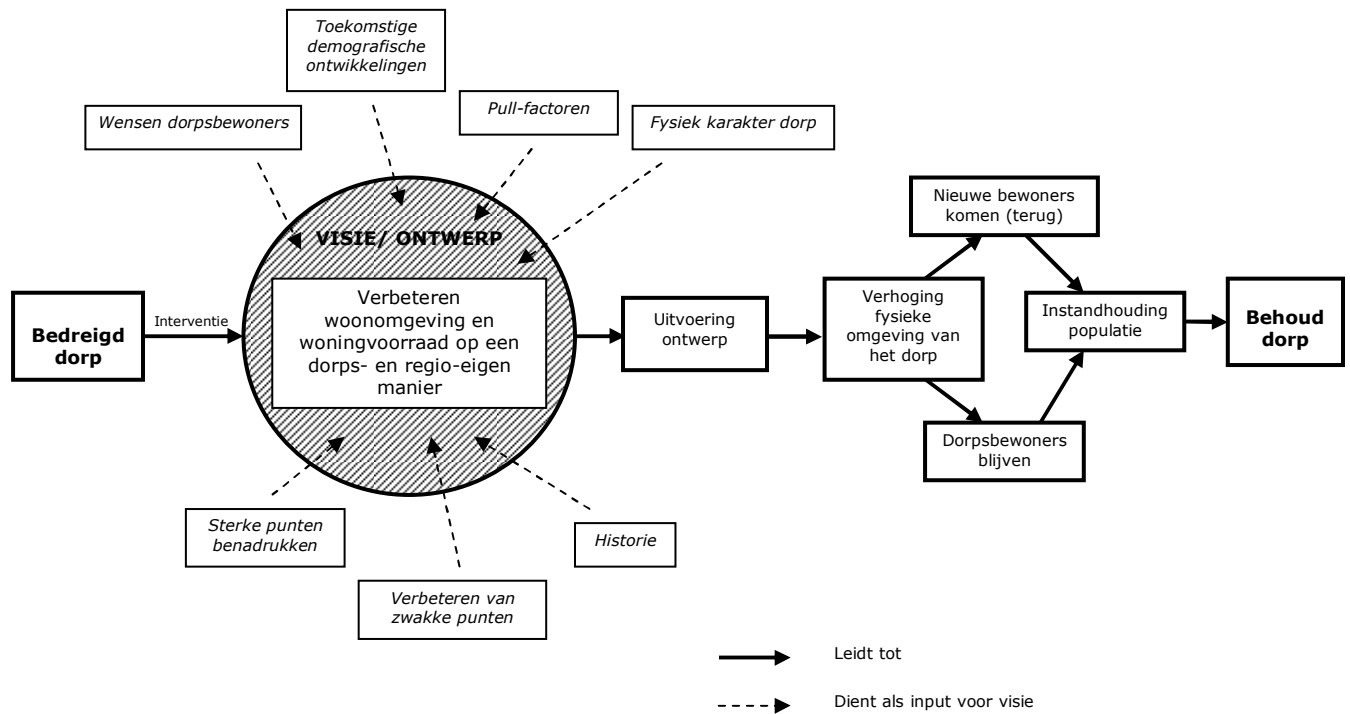 Toekomstige
demografische
ontwikkelingen
Wensen dorpsbewoners
Pull-factoren
Fysiek karakter dorp
VISIE/ ONTWERP
Bedreigd
dorp
Interventie
Verbeteren
woonomgeving en
woningvoorraad op een
dorps- en regio-eigen
manier
Uitvoering
ontwerp
Verhoging
fysieke
omgeving van
het dorp
Nieuwe bewoners
komen (terug)
Dorpsbewoners
blijven
Instandhouding
populatie
Behoud
dorp
Sterke punten
benadrukken
Verbeteren van
zwakke punten
Historie
Leidt tot
Dient als input voor visie